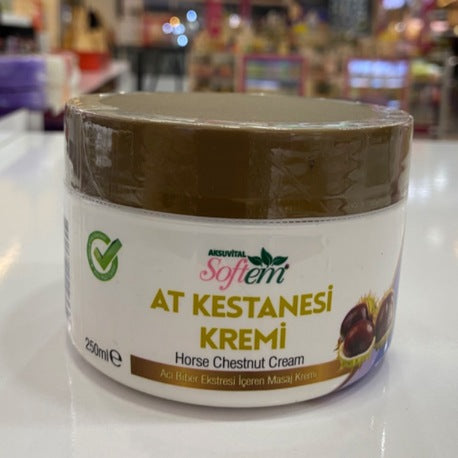 AKSUVİTAL
Softem
AT KESTANESİ
KREMİ
Horse Chestnut Cream
250ml e
Acı Biber Ekstresi İçeren Masaj Kremi